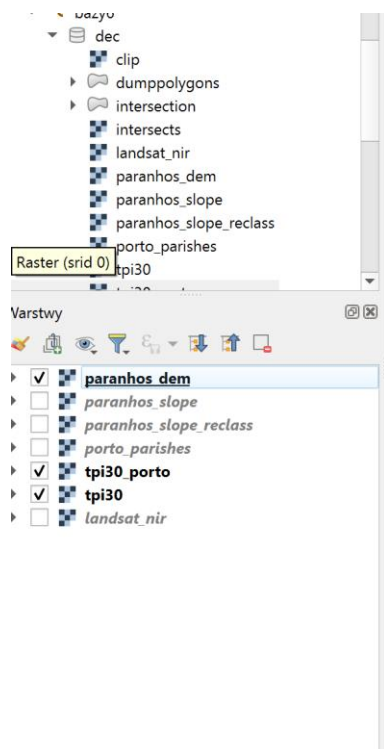 bazy6
dec
clip
dumppolygons
intersection
intersects
landsat_nir
paranhos_dem
paranhos_slope
paranhos_slope_reclass
porto_parishes
Raster (srid 0)
tpi30
Warstwy
paranhos_dem
paranhos_slope
paranhos_slope_reclass
porto_parishes
tpi30_porto
tpi30
landsat_nir